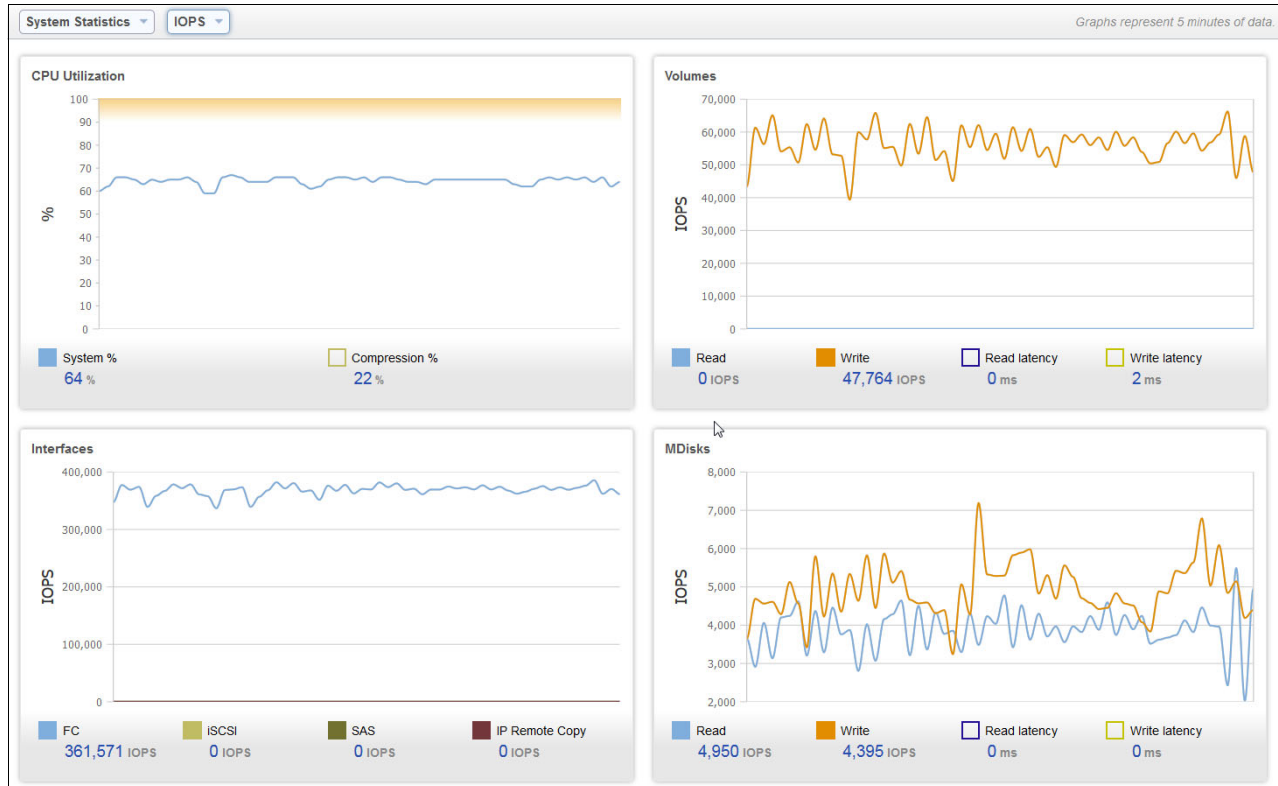 System Statistics IOPS Graphs represent 5 minutes of data.
CPU Utilization
100
90
80
70
60
50
40
30
20
10
0
%
System % Compression %
64 % 22 %
Volumes
70,000
60,000
50,000
40,000
30,000
20,000
10,000
0
IOPS
Read Write Read latency Write latency
0 IOPS 47,764 IOPS 0 ms 2 ms
Interfaces
400,000
300,000
200,000
100,000
0
IOPS
FC iSCSI SAS IP Remote Copy
361,571 IOPS 0 IOPS 0 IOPS 0 IOPS
MDisks
8,000
7,000
6,000
5,000
4,000
3,000
2,000
IOPS
Read Write Read latency Write latency
4,950 IOPS 4,395 IOPS 0 ms 0 ms